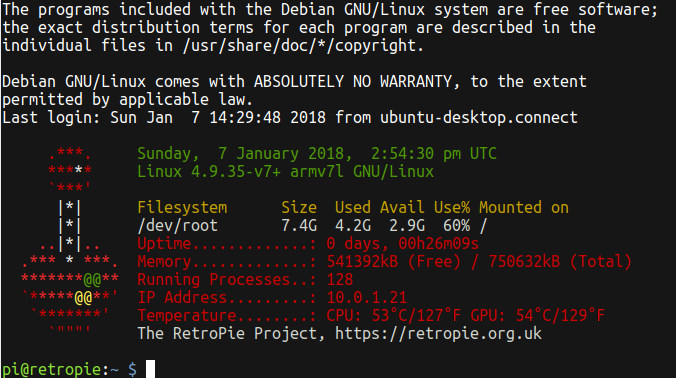 The programs included with the Debian GNU/Linux system are free software;
the exact distribution terms for each program are described in the
individual files in /usr/share/doc/*/copyright.

Debian GNU/Linux comes with ABSOLUTELY NO WARRANTY, to the extent
permitted by applicable law.
Last login: Sun Jan  7 14:29:48 2018 from ubuntu-desktop.connect

     .***.     Sunday,  7 January 2018,  2:54:30 pm UTC
     *****     Linux 4.9.35-v7+ armv7l GNU/Linux
     `***'
      |*|      Filesystem      Size  Used Avail Use% Mounted on
      |*|      /dev/root       7.4G  4.2G  2.9G  60% /
    ..|*|..    Uptime.............: 0 days, 00h26m09s
  .*** * ***.  Memory.............: 541392kB (Free) / 750632kB (Total)
  *******@@**  Running Processes..: 128
  `*****@@**'  IP Address.........: 10.0.1.21
   `*******'   Temperature........: CPU: 53°C/127°F GPU: 54°C/129°F
     `"""'     The RetroPie Project, https://retropie.org.uk

pi@retropie:~ $